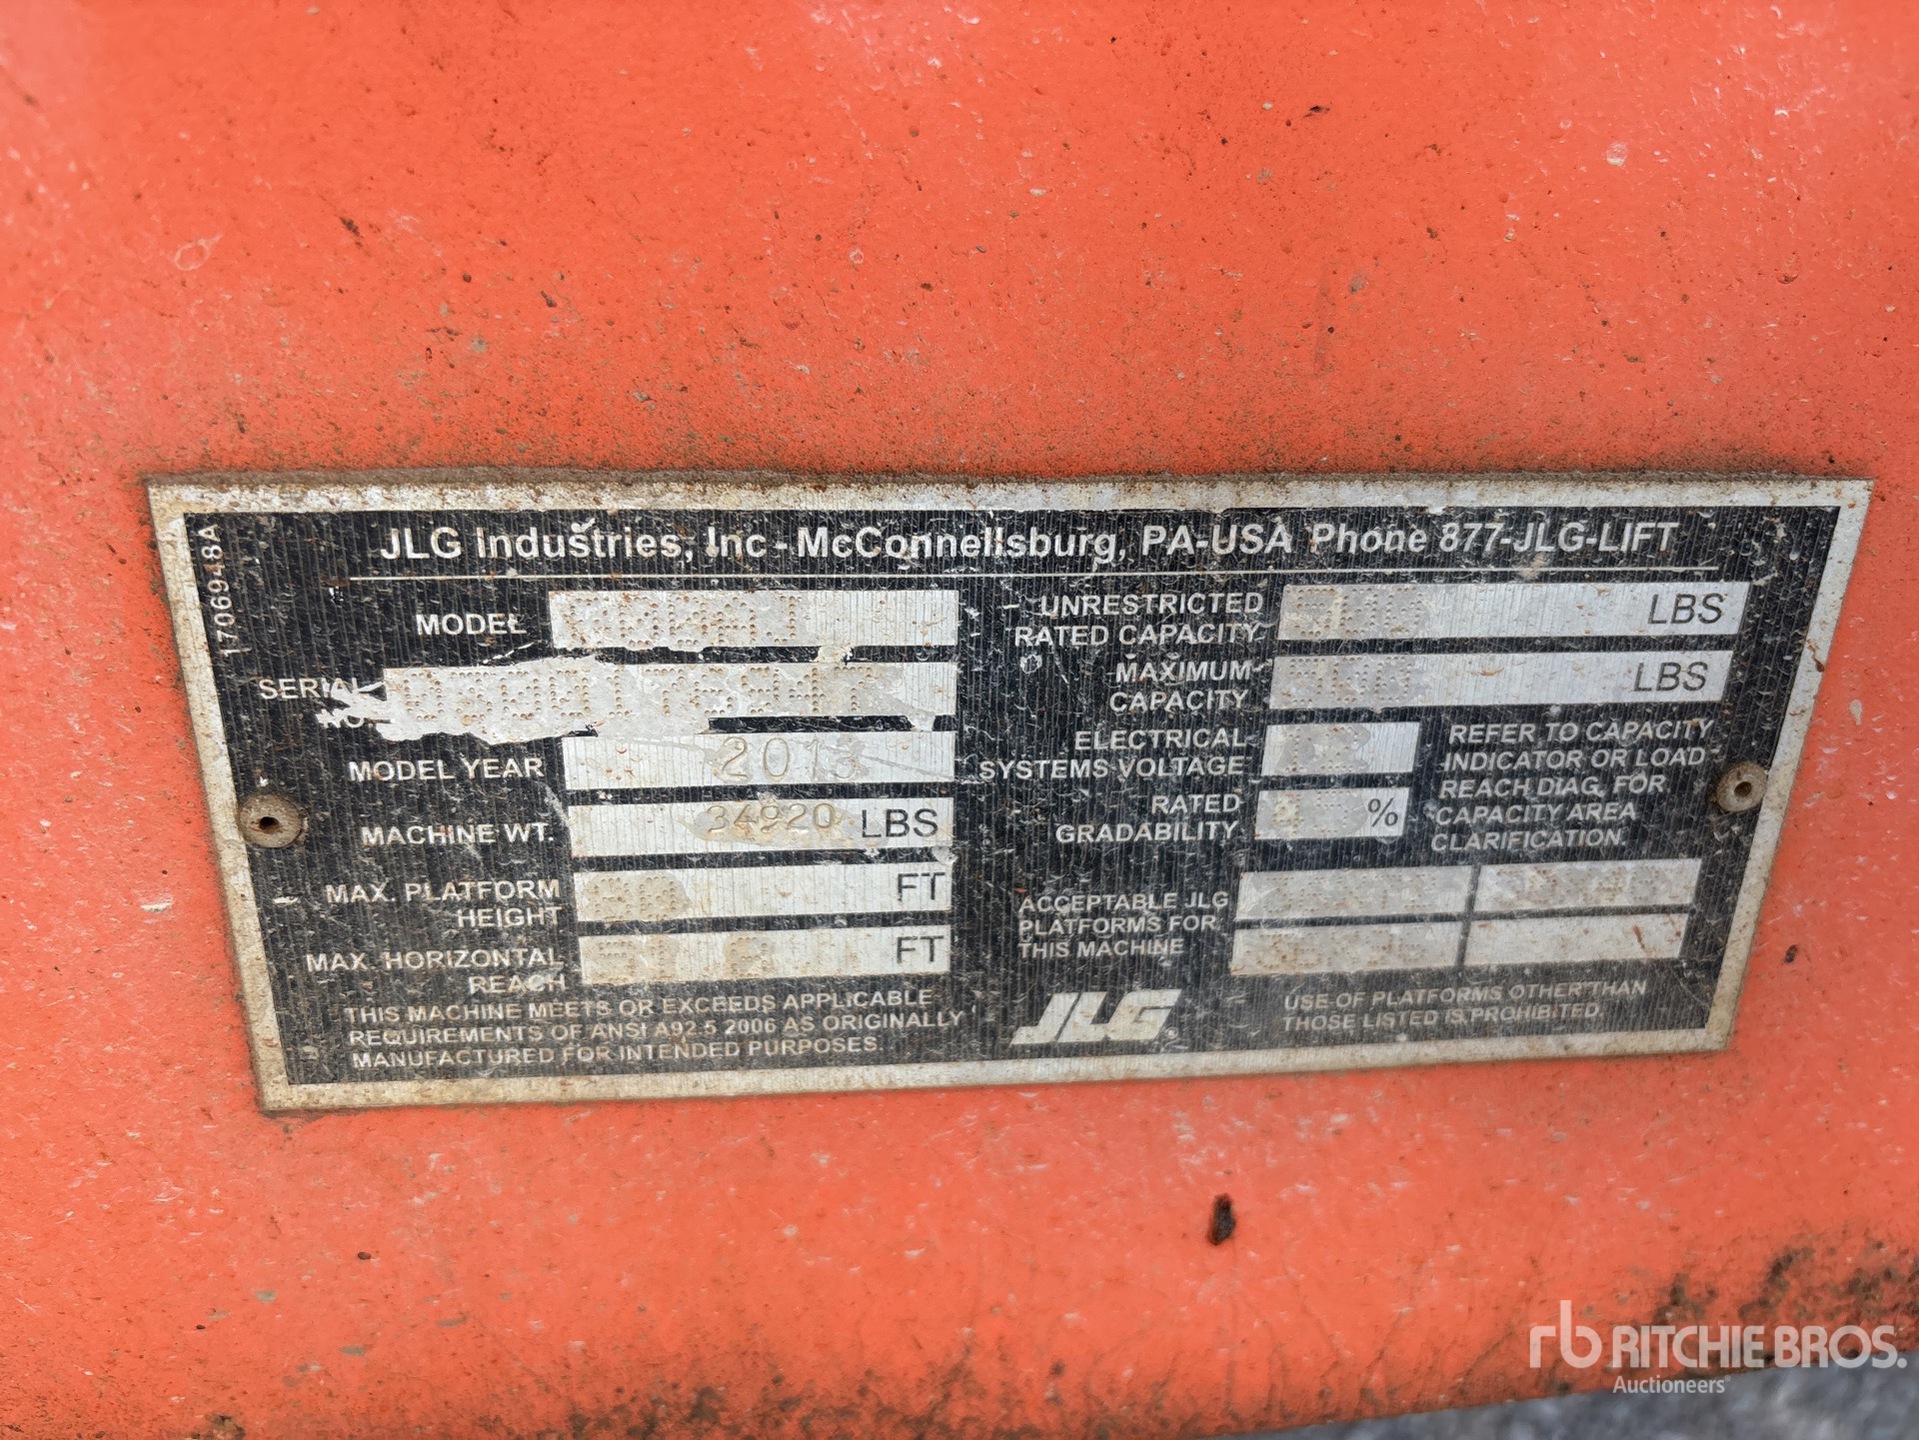 JLG Industries, Inc - McConnellsburg, PA-USA Phone 877-JLG-LIFT
1706948A
MODEL
SERIAL
NO.
MODEL YEAR 2013
MACHINE WT. 34920 LBS
MAX. PLATFORM
HEIGHT FT
MAX. HORIZONTAL
REACH FT
THIS MACHINE MEETS OR EXCEEDS APPLICABLE
REQUIREMENTS OF ANSI A92.5 2006 AS ORIGINALLY
MANUFACTURED FOR INTENDED PURPOSES.
UNRESTRICTED
RATED CAPACITY LBS
MAXIMUM
CAPACITY LBS
ELECTRICAL
SYSTEMS VOLTAGE 12
RATED
GRADABILITY %
REFER TO CAPACITY
INDICATOR OR LOAD
REACH DIAG. FOR
CAPACITY AREA
CLARIFICATION.
ACCEPTABLE JLG
PLATFORMS FOR
THIS MACHINE
JLG
USE OF PLATFORMS OTHER THAN
THOSE LISTED IS PROHIBITED.
rb RITCHIE BROS.
Auctioneers